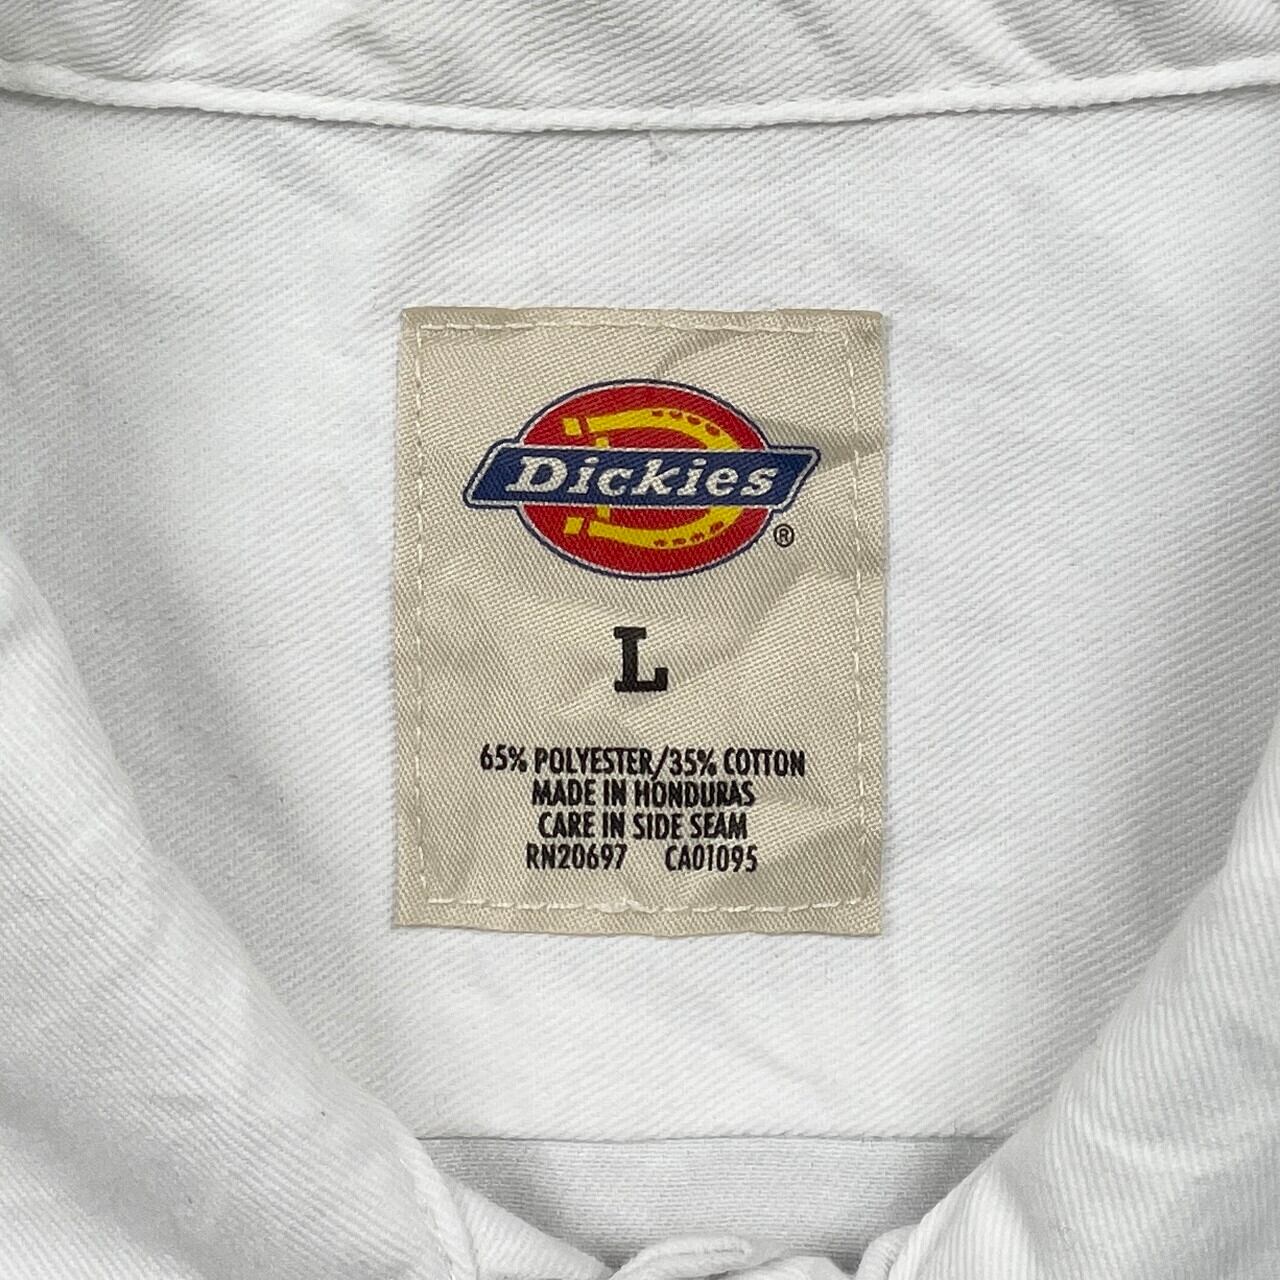 Dickies
®
L
65% POLYESTER/35% COTTON
MADE IN HONDURAS
CARE IN SIDE SEAM
RN20697 CA01095